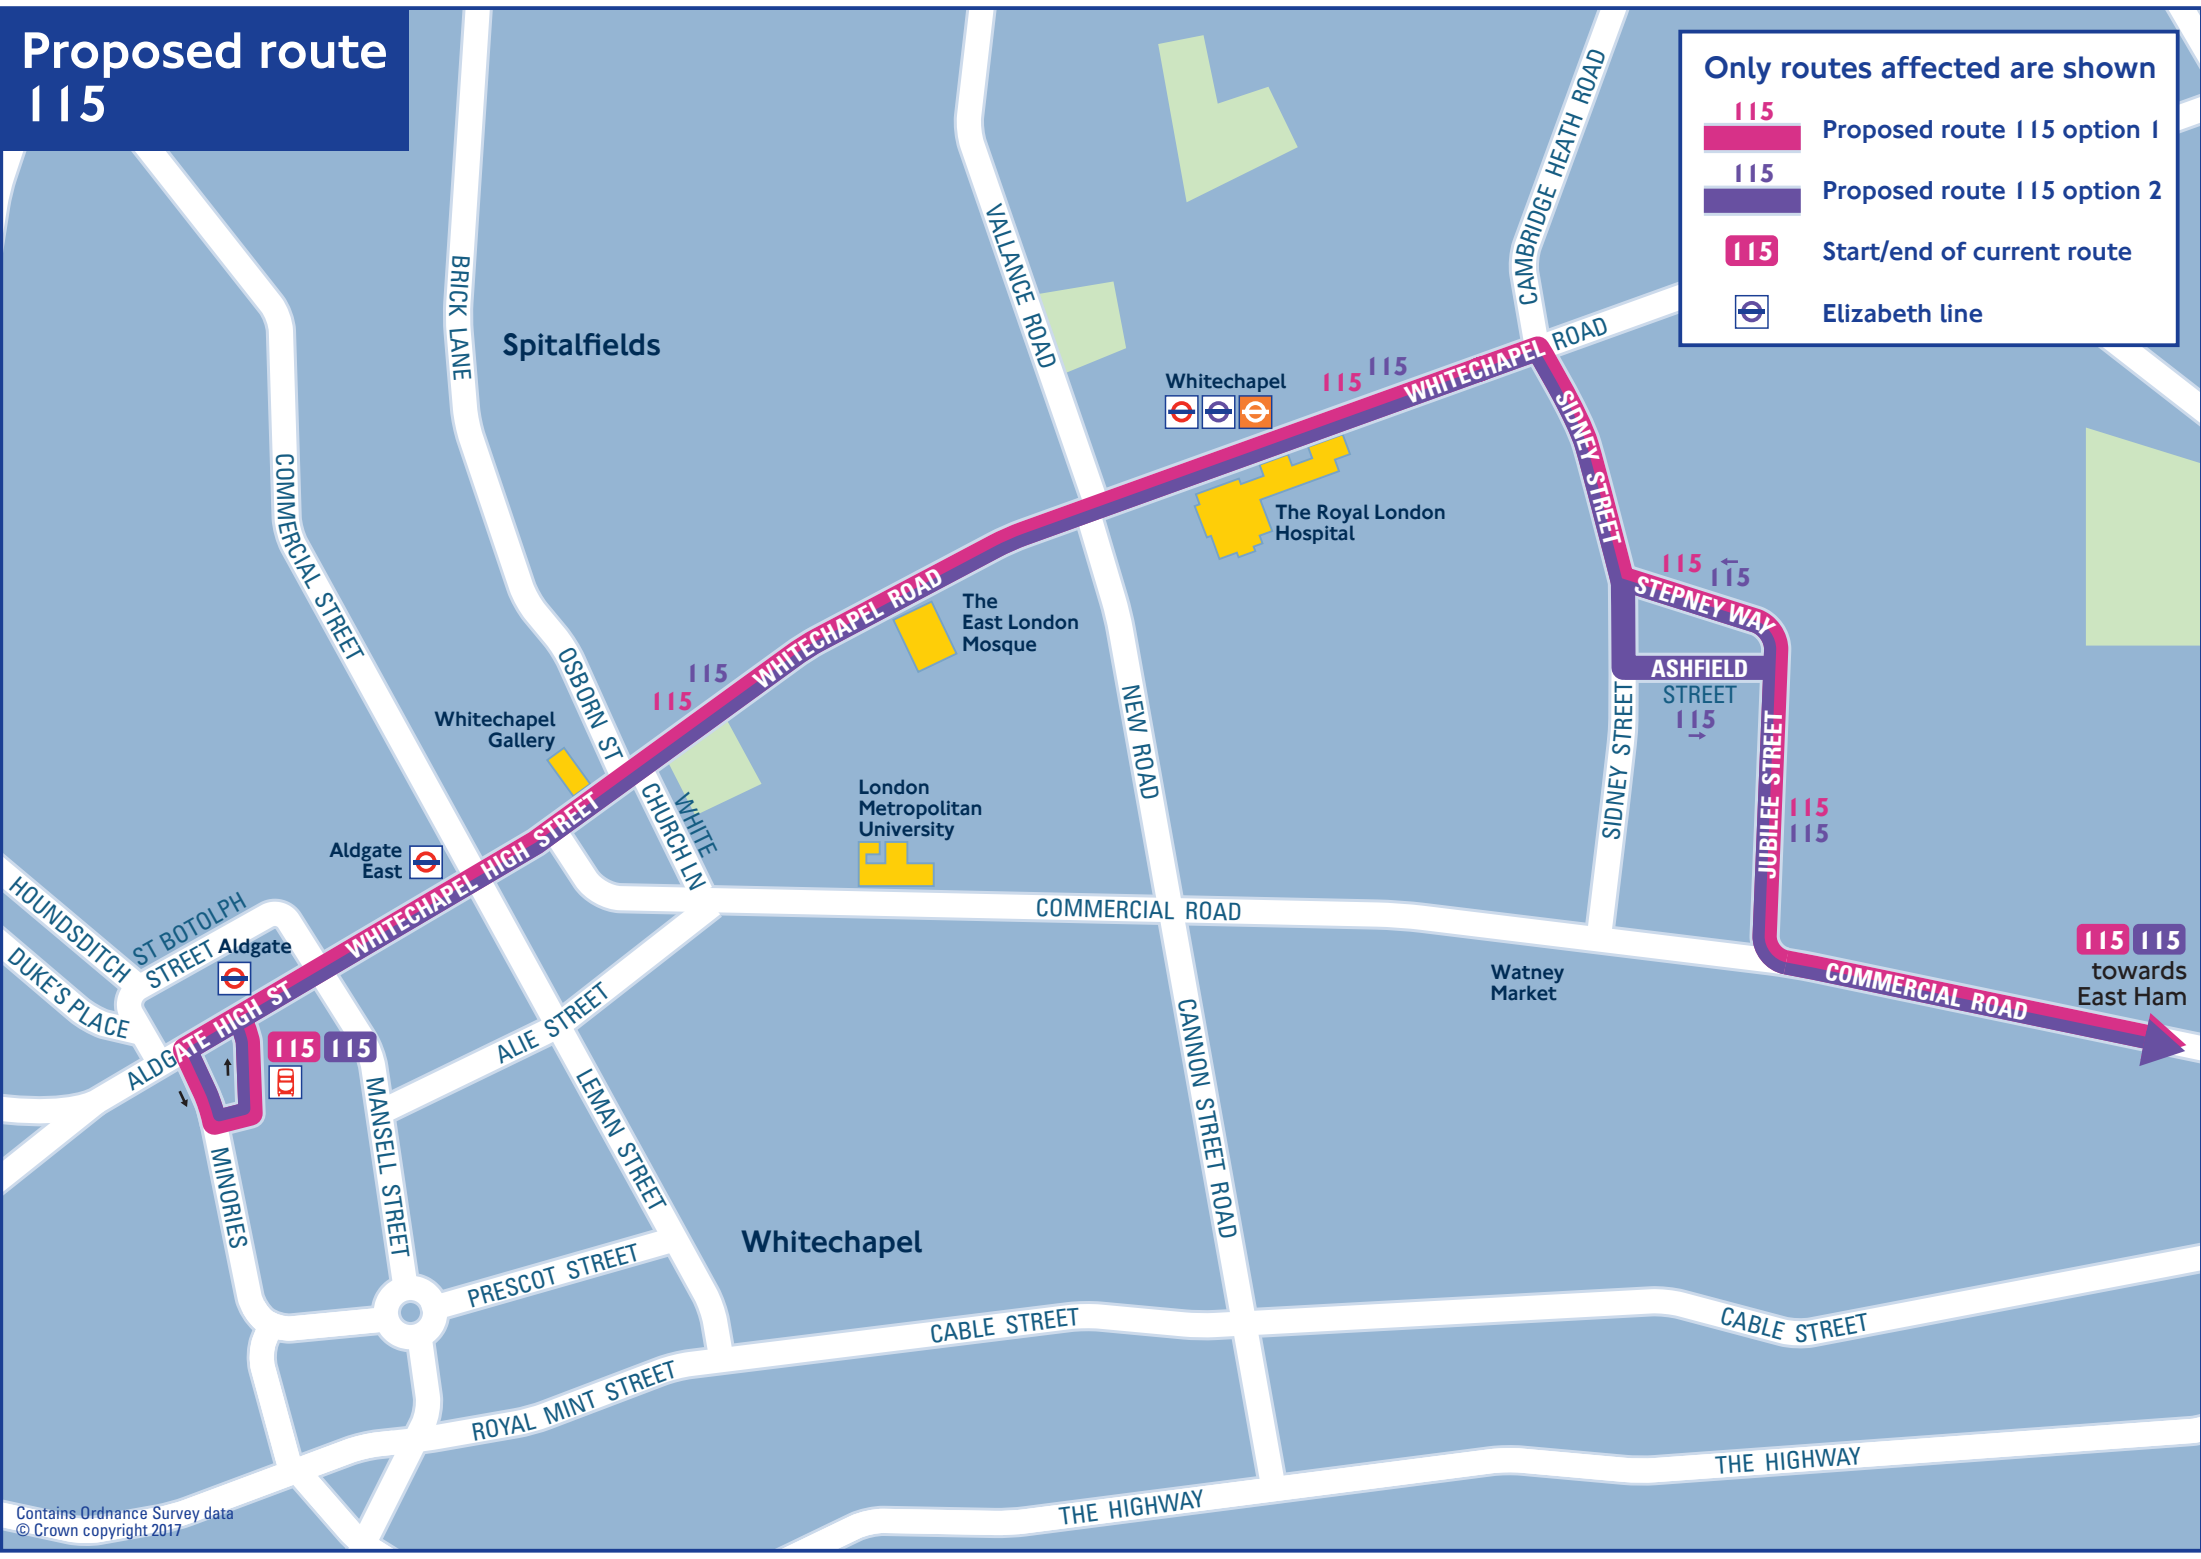 Proposed route
115
Only routes affected are shown
115
Proposed route 115 option 1
115
Proposed route 115 option 2
115
Start/end of current route
Elizabeth line
CAMBRIDGE HEATH ROAD
BRICK LANE
VALLANCE ROAD
Spitalfields
Whitechapel
115
115
WHITECHAPEL
ROAD
SIDNEY STREET
COMMERCIAL STREET
The Royal London
Hospital
115
115
STEPNEY WAY
WHITECHAPEL ROAD
The
East London
Mosque
ASHFIELD
STREET
115
OSBORN ST
115
115
NEW ROAD
SIDNEY STREET
JUBILEE STREET
115
115
Whitechapel
Gallery
WHITE
CHURCH LN
London
Metropolitan
University
Aldgate
East
WHITECHAPEL HIGH STREET
COMMERCIAL ROAD
HOUNDSDITCH
ST BOTOLPH
STREET
Aldgate
DUKE'S PLACE
ALDGATE HIGH ST
115
115
Watney
Market
115
115
towards
East Ham
COMMERCIAL ROAD
ALIE STREET
CANNON STREET ROAD
LEMAN STREET
MANSELL STREET
MINORIES
Whitechapel
PRESCOT STREET
CABLE STREET
CABLE STREET
ROYAL MINT STREET
THE HIGHWAY
THE HIGHWAY
Contains Ordnance Survey data
© Crown copyright 2017